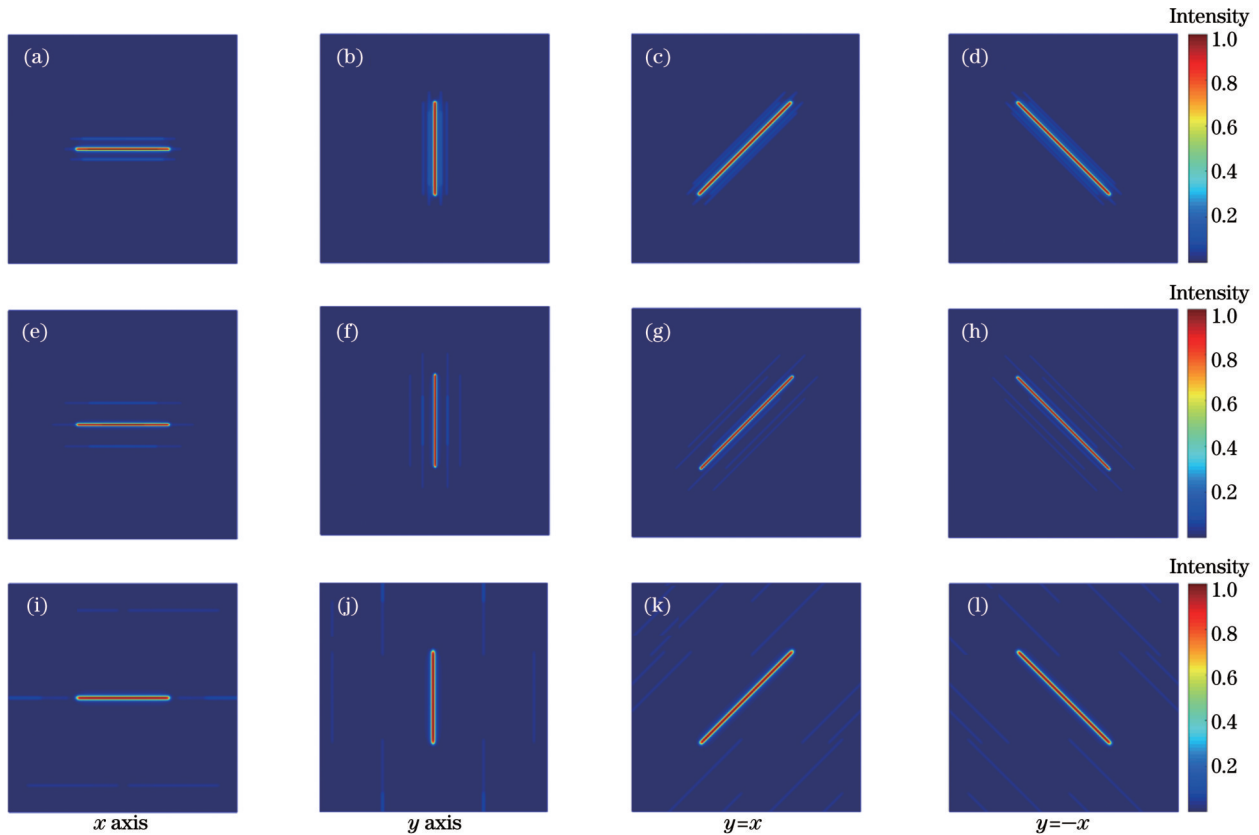 Intensity
(a) (b) (c) (d) 1.0
0.8
0.6
0.4
0.2
Intensity
(e) (f) (g) (h) 1.0
0.8
0.6
0.4
0.2
Intensity
(i) (j) (k) (l) 1.0
0.8
0.6
0.4
0.2
x axis y axis y=x y=−x